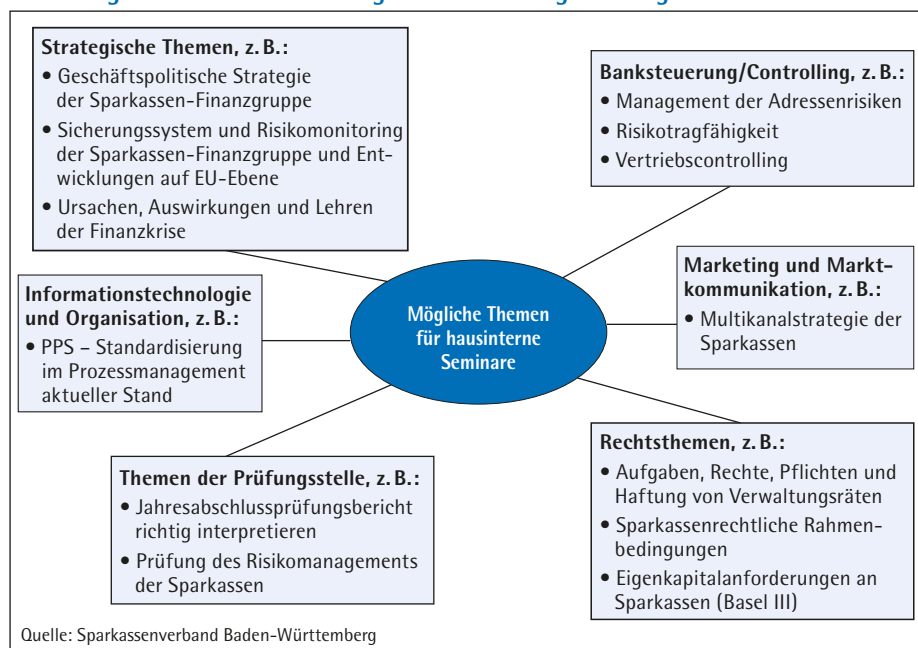 Strategische Themen, z. B.:
• Geschäftspolitische Strategie
der Sparkassen-Finanzgruppe
• Sicherungssystem und Risikomonitoring
der Sparkassen-Finanzgruppe und Ent-
wicklungen auf EU-Ebene
• Ursachen, Auswirkungen und Lehren
der Finanzkrise
Banksteuerung/Controlling, z. B.:
• Management der Adressenrisiken
• Risikotragfähigkeit
• Vertriebscontrolling
Informationstechnologie
und Organisation, z. B.:
• PPS – Standardisierung
im Prozessmanagement
aktueller Stand
Mögliche Themen
für hausinterne
Seminare
Marketing und Markt-
kommunikation, z. B.:
• Multikanalstrategie der
Sparkassen
Themen der Prüfungsstelle, z. B.:
• Jahresabschlussprüfungsbericht
richtig interpretieren
• Prüfung des Risikomanagements
der Sparkassen
Rechtsthemen, z. B.:
• Aufgaben, Rechte, Pflichten und
Haftung von Verwaltungsräten
• Sparkassenrechtliche Rahmen-
bedingungen
• Eigenkapitalanforderungen an
Sparkassen (Basel III)
Quelle: Sparkassenverband Baden-Württemberg